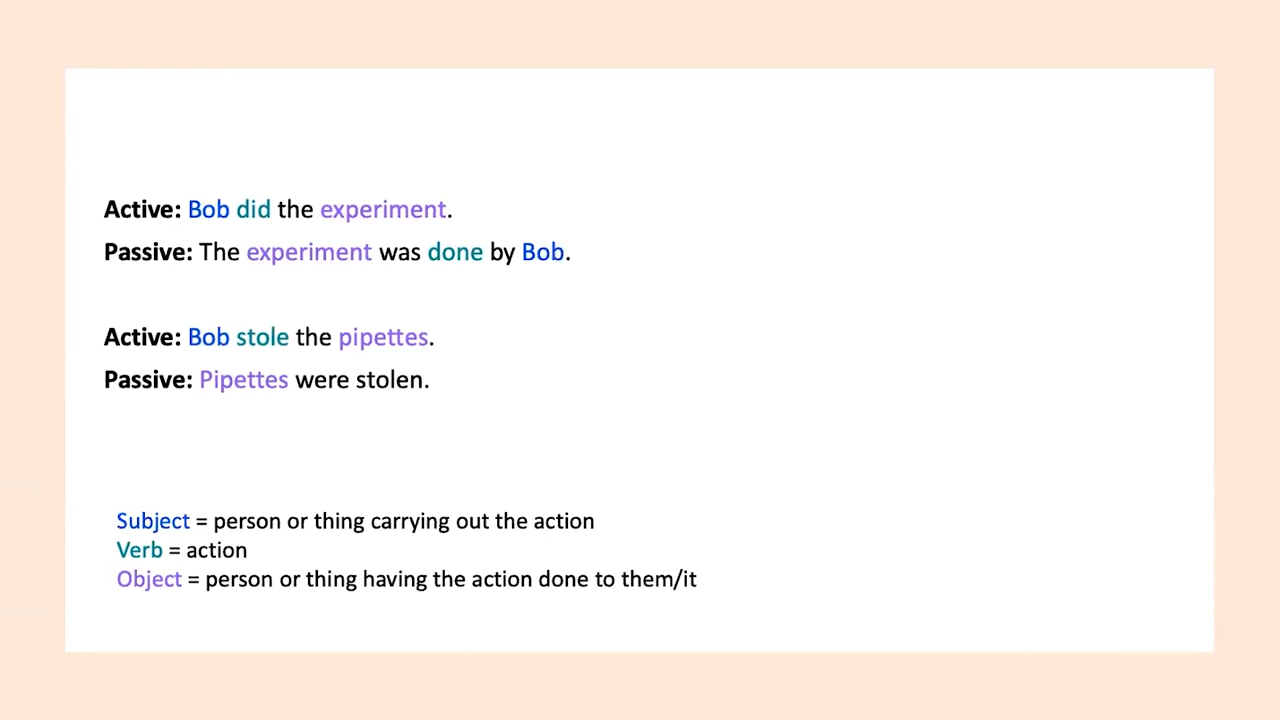 Active: Bob did the experiment.
Passive: The experiment was done by Bob.
Active: Bob stole the pipettes.
Passive: Pipettes were stolen.
Subject = person or thing carrying out the action
Verb = action
Object = person or thing having the action done to them/it